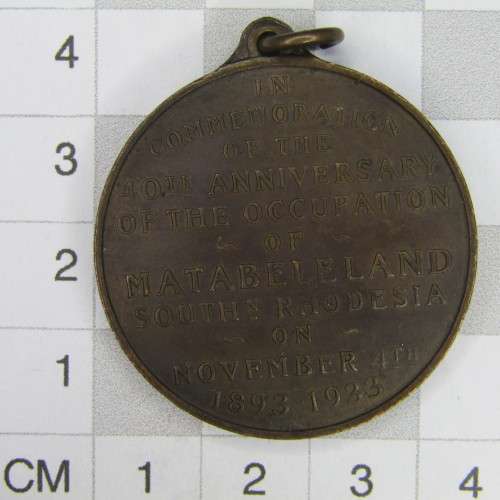 IN
COMMEMORATION
OF THE
40TH ANNIVERSARY
OF THE OCCUPATION
OF
MATABELELAND
SOUTHN RHODESIA
ON
NOVEMBER 4TH
1893 1933
4
3
2
1
CM 1 2 3 4